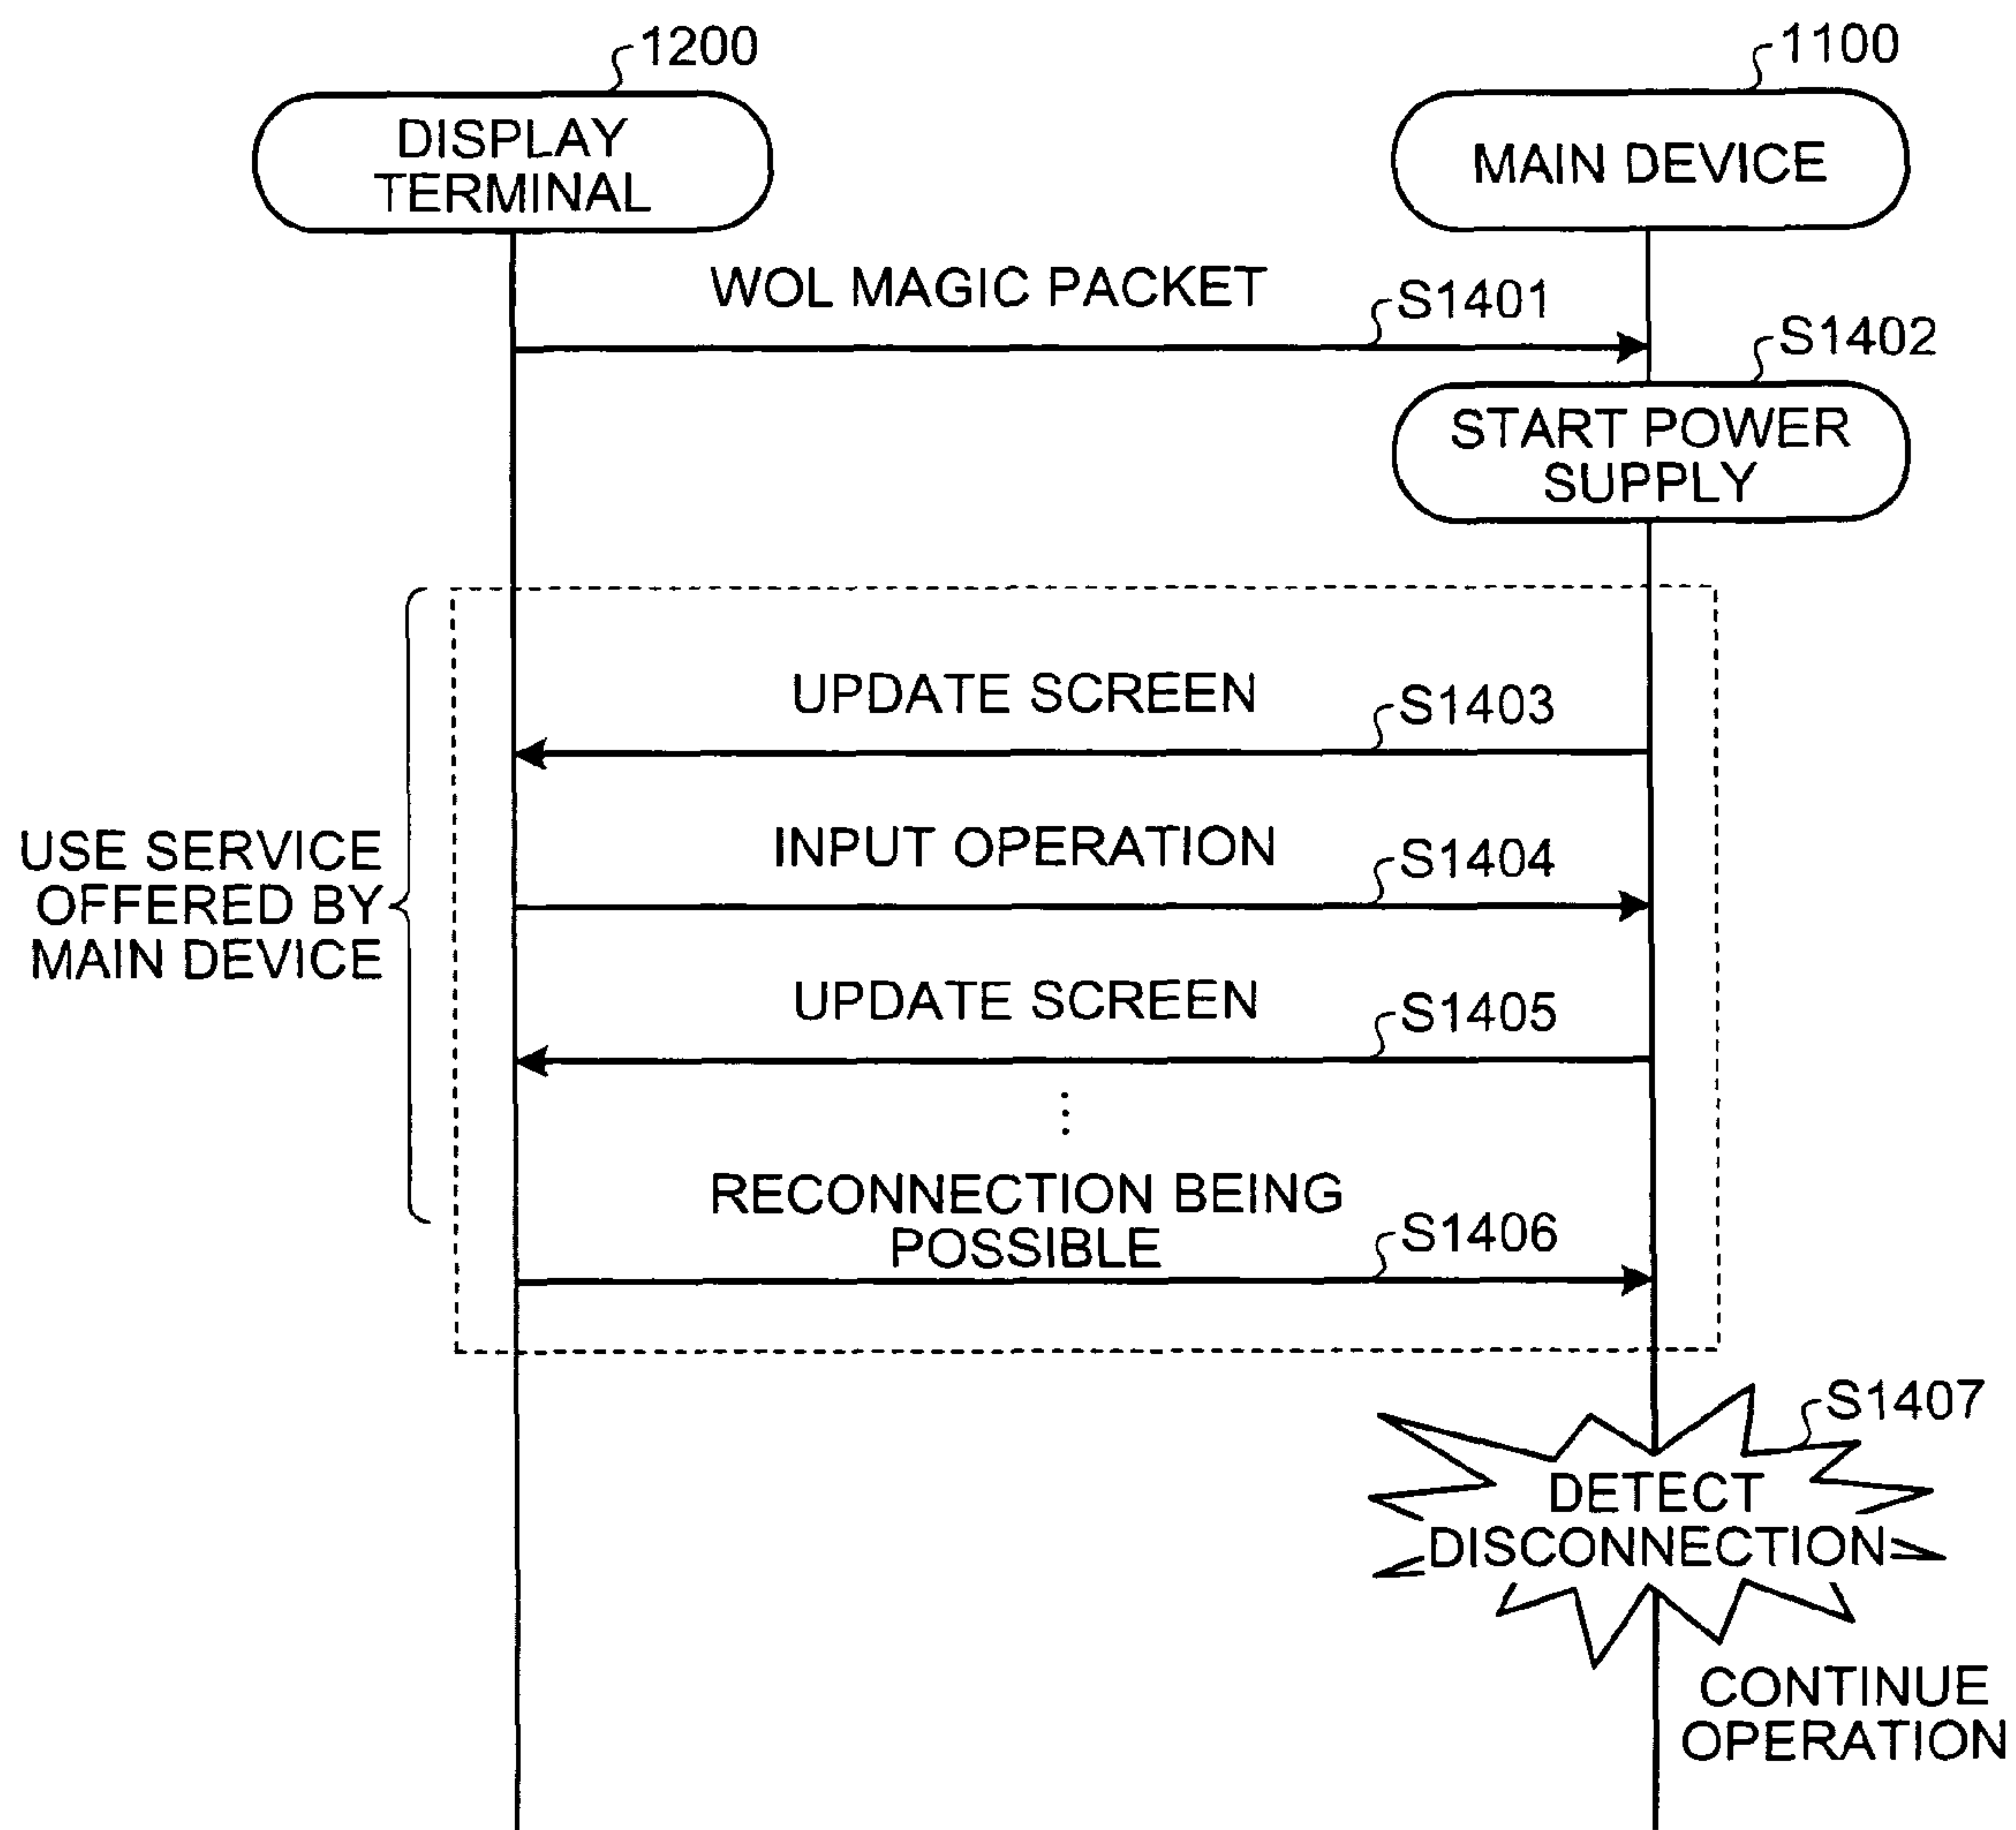 1200
1100
DISPLAY
TERMINAL
MAIN DEVICE
WOL MAGIC PACKET
S1401
S1402
START POWER
SUPPLY
UPDATE SCREEN
S1403
USE SERVICE
OFFERED BY
MAIN DEVICE
INPUT OPERATION
S1404
UPDATE SCREEN
S1405
RECONNECTION BEING
POSSIBLE
S1406
S1407
DETECT
DISCONNECTION
CONTINUE
OPERATION